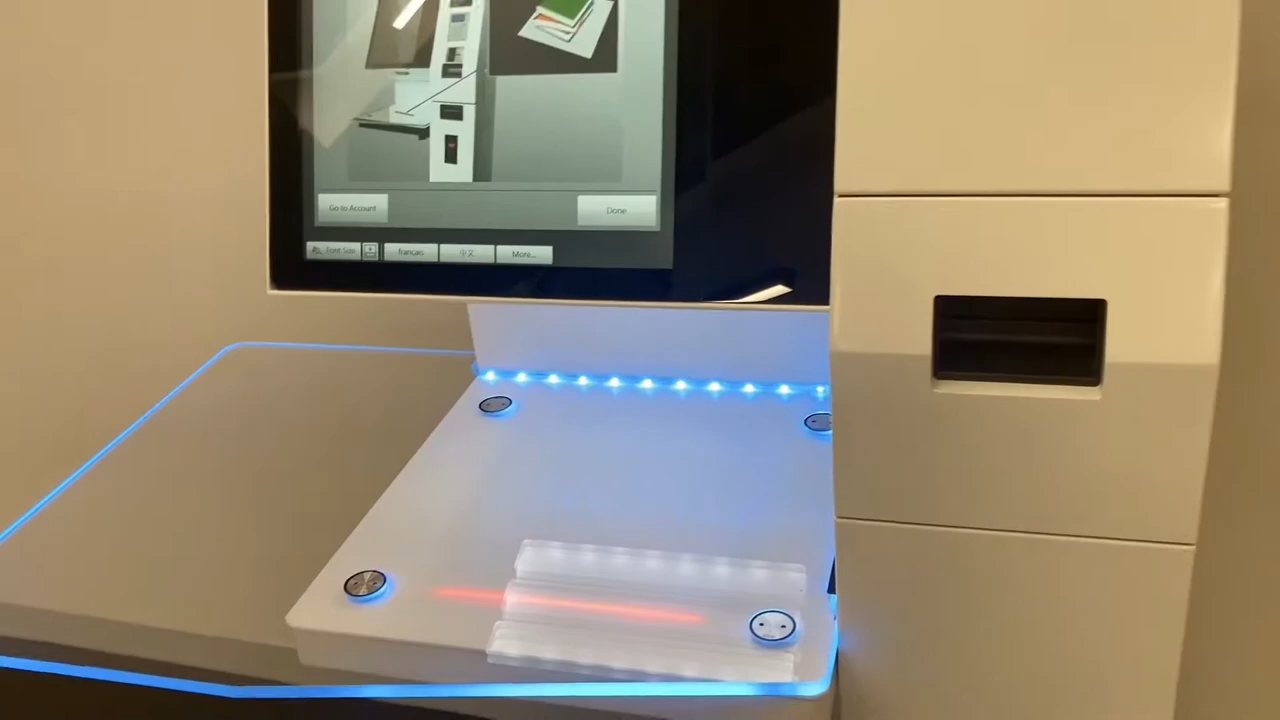 Go to Account
Done
Font Size
français
中文
More...